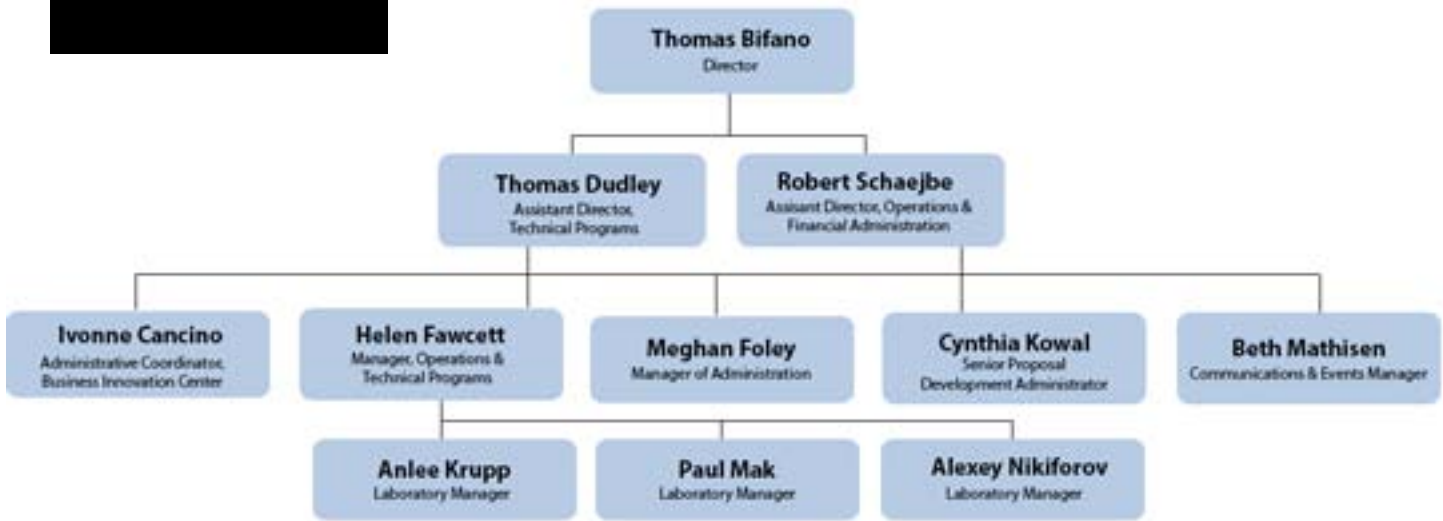 Thomas Bifano
Director
Thomas Dudley
Assistant Director,
Technical Programs
Robert Schaejbe
Assisant Director, Operations &
Financial Administration
Ivonne Cancino
Administrative Coordinator,
Business Innovation Center
Helen Fawcett
Manager, Operations &
Technical Programs
Meghan Foley
Manager of Administration
Cynthia Kowal
Senior Proposal
Development Administrator
Beth Mathisen
Communications & Events Manager
Anlee Krupp
Laboratory Manager
Paul Mak
Laboratory Manager
Alexey Nikiforov
Laboratory Manager